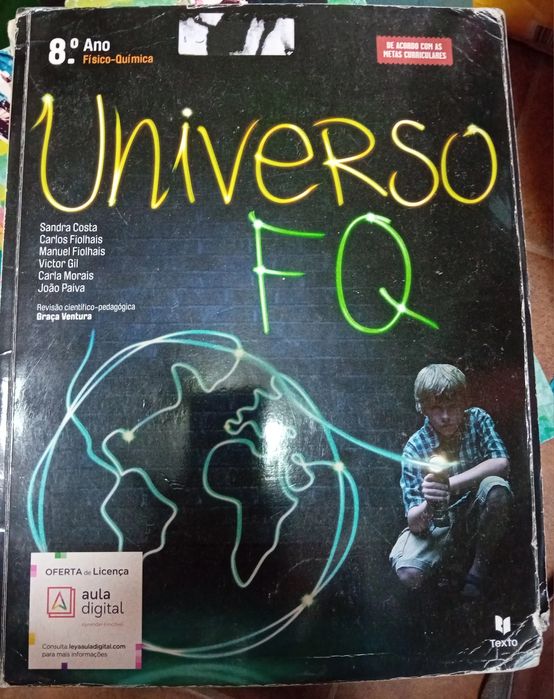 8.º Ano
Físico-Química
DE ACORDO COM AS
METAS CURRICULARES
UNIVERSO
FQ
Sandra Costa
Carlos Fiolhais
Manuel Fiolhais
Victor Gil
Carla Morais
João Paiva
Revisão científico-pedagógica
Graça Ventura
OFERTA de Licença
aula
digital
Aprender é incrível
Consulta leyaauladigital.com
para mais informações
Texto